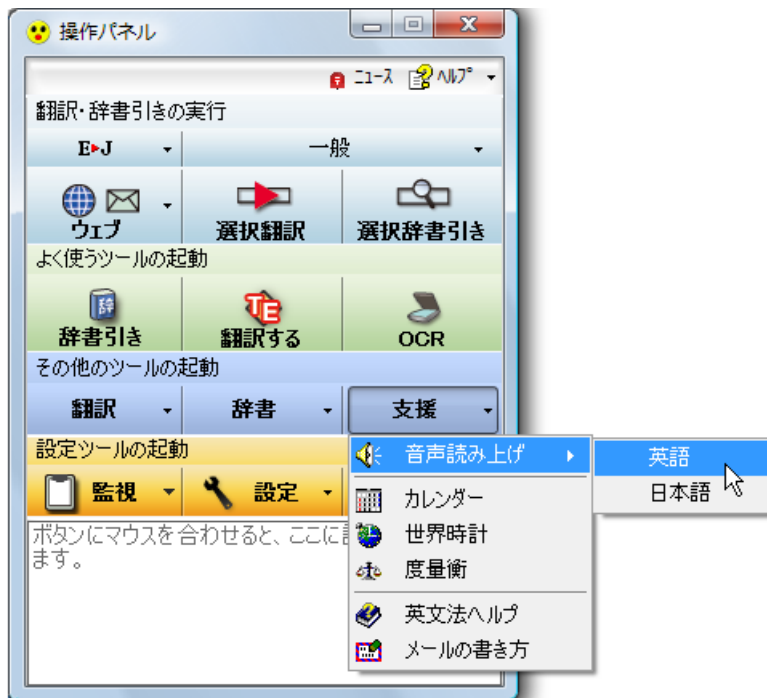 操作パネル
ニュース ヘルプ
翻訳・辞書引きの実行
E▸J 一般
ウェブ 選択翻訳 選択辞書引き
よく使うツールの起動
辞 TE
辞書引き 翻訳する OCR
その他のツールの起動
翻訳 辞書 支援
設定ツールの起動
監視 設定
音声読み上げ 英語
日本語
カレンダー
世界時計
度量衡
英文法ヘルプ
メールの書き方
ボタンにマウスを合わせると、ここに
ます。